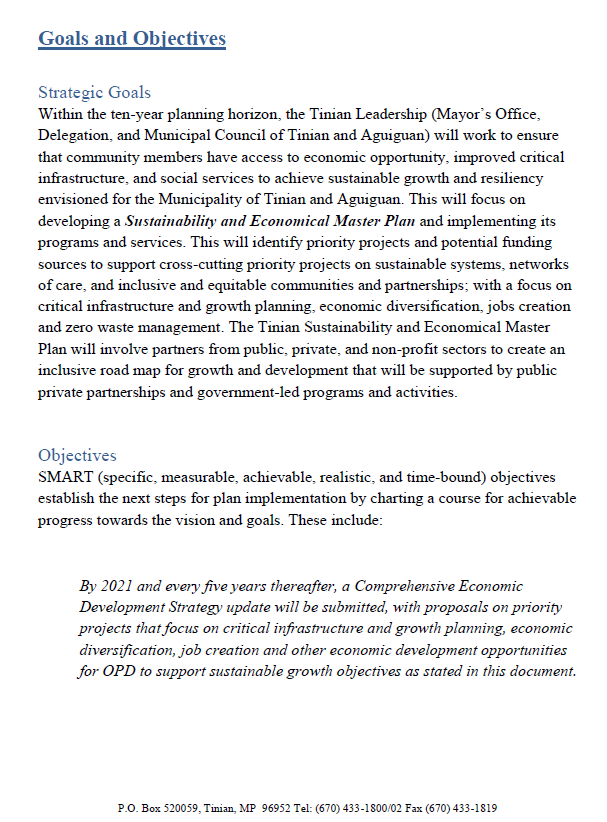 Goals and Objectives
Strategic Goals
Within the ten-year planning horizon, the Tinian Leadership (Mayor’s Office,
Delegation, and Municipal Council of Tinian and Aguiguan) will work to ensure
that community members have access to economic opportunity, improved critical
infrastructure, and social services to achieve sustainable growth and resiliency
envisioned for the Municipality of Tinian and Aguiguan. This will focus on
developing a Sustainability and Economical Master Plan and implementing its
programs and services. This will identify priority projects and potential funding
sources to support cross-cutting priority projects on sustainable systems, networks
of care, and inclusive and equitable communities and partnerships; with a focus on
critical infrastructure and growth planning, economic diversification, jobs creation
and zero waste management. The Tinian Sustainability and Economical Master
Plan will involve partners from public, private, and non-profit sectors to create an
inclusive road map for growth and development that will be supported by public
private partnerships and government-led programs and activities.
Objectives
SMART (specific, measurable, achievable, realistic, and time-bound) objectives
establish the next steps for plan implementation by charting a course for achievable
progress towards the vision and goals. These include:
By 2021 and every five years thereafter, a Comprehensive Economic
Development Strategy update will be submitted, with proposals on priority
projects that focus on critical infrastructure and growth planning, economic
diversification, job creation and other economic development opportunities
for OPD to support sustainable growth objectives as stated in this document.
P.O. Box 520059, Tinian, MP 96952 Tel: (670) 433-1800/02 Fax (670) 433-1819